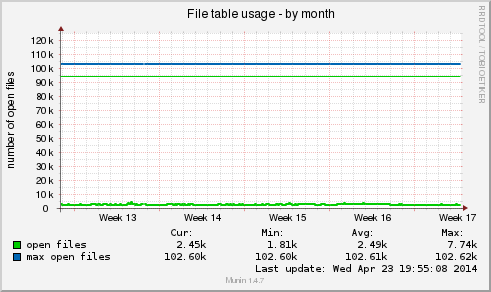 File table usage - by month
RRDTOOL / TOBI OETIKER
number of open files
120 k
110 k
100 k
90 k
80 k
70 k
60 k
50 k
40 k
30 k
20 k
10 k
0
Week 13 Week 14 Week 15 Week 16 Week 17
Cur: Min: Avg: Max:
open files 2.45k 1.81k 2.49k 7.74k
max open files 102.60k 102.60k 102.61k 102.62k
Last update: Wed Apr 23 19:55:08 2014
Munin 1.4.7